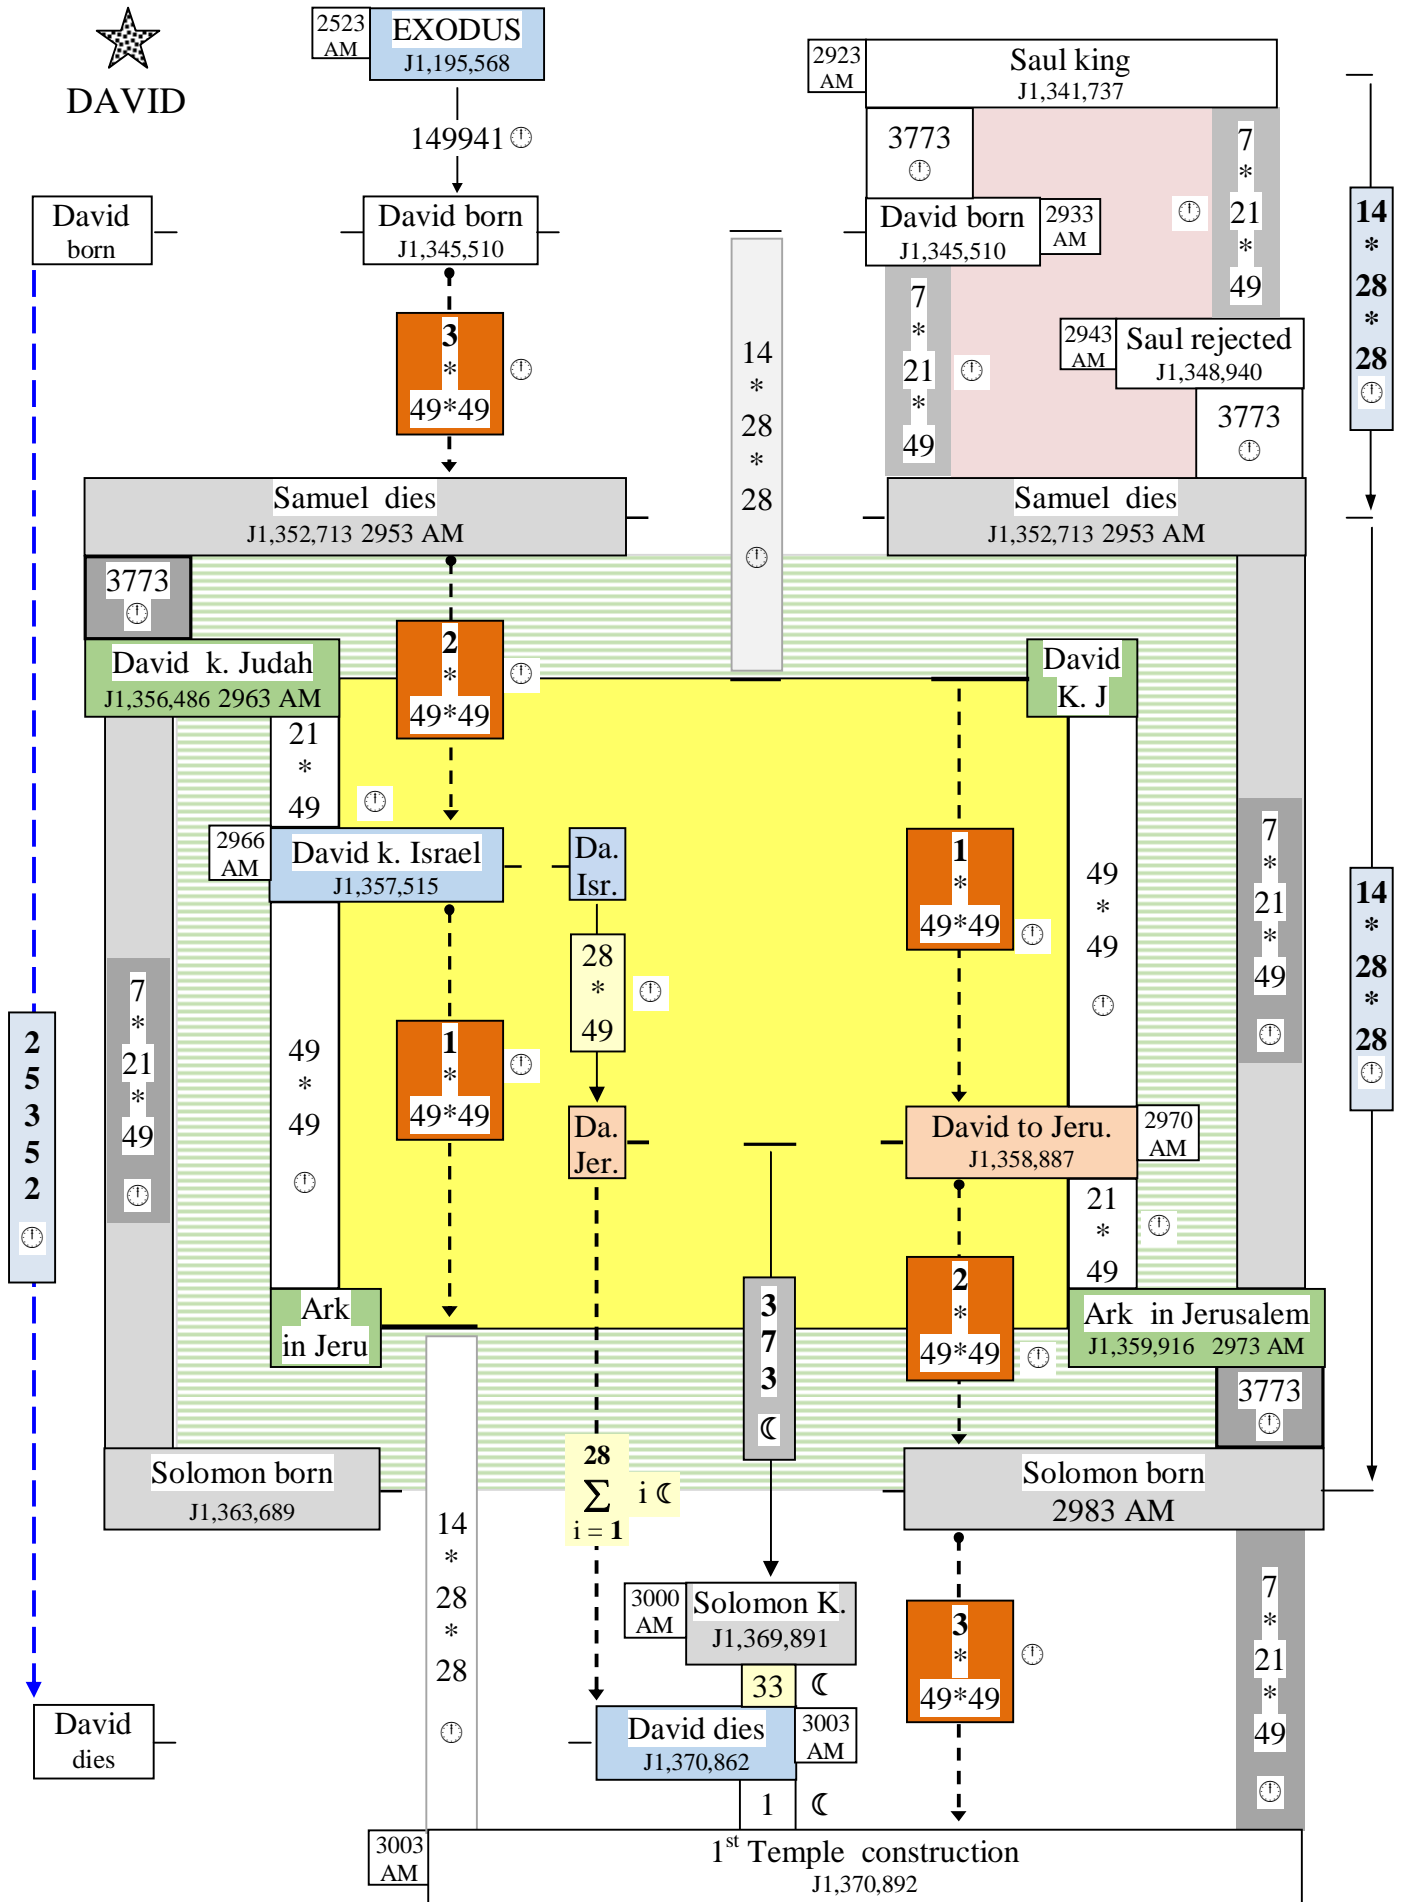 DAVID
2523
AM
EXODUS
J1,195,568
149941
2923
AM
Saul king
J1,341,737
3773
7
*
21
*
49
David
born
David born
J1,345,510
David born
J1,345,510
2933
AM
14
*
28
*
28
3
*
49*49
14
*
28
*
28
7
*
21
*
49
2943
AM
Saul rejected
J1,348,940
3773
Samuel dies
J1,352,713 2953 AM
Samuel dies
J1,352,713 2953 AM
3773
2
*
49*49
David k. Judah
J1,356,486 2963 AM
David
K. J
21
*
49
2966
AM
David k. Israel
J1,357,515
Da.
Isr.
1
*
49*49
49
*
49
7
*
21
*
49
14
*
28
*
28
28
*
49
7
*
21
*
49
2
5
3
5
2
49
*
49
1
*
49*49
Da.
Jer.
David to Jeru.
J1,358,887
2970
AM
21
*
49
Ark
in Jeru
3
7
3
☾
2
*
49*49
Ark in Jerusalem
J1,359,916 2973 AM
3773
Solomon born
J1,363,689
28
Σ i ☾
i = 1
Solomon born
2983 AM
14
*
28
*
28
3000
AM
Solomon K.
J1,369,891
33 ☾
3
*
49*49
7
*
21
*
49
David
dies
David dies
J1,370,862
3003
AM
1 ☾
3003
AM
1st Temple construction
J1,370,892